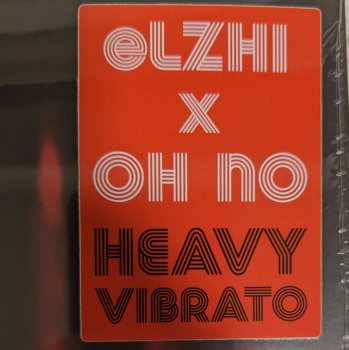 eLZHI
x
OH NO
HEAVY
VIBRATO